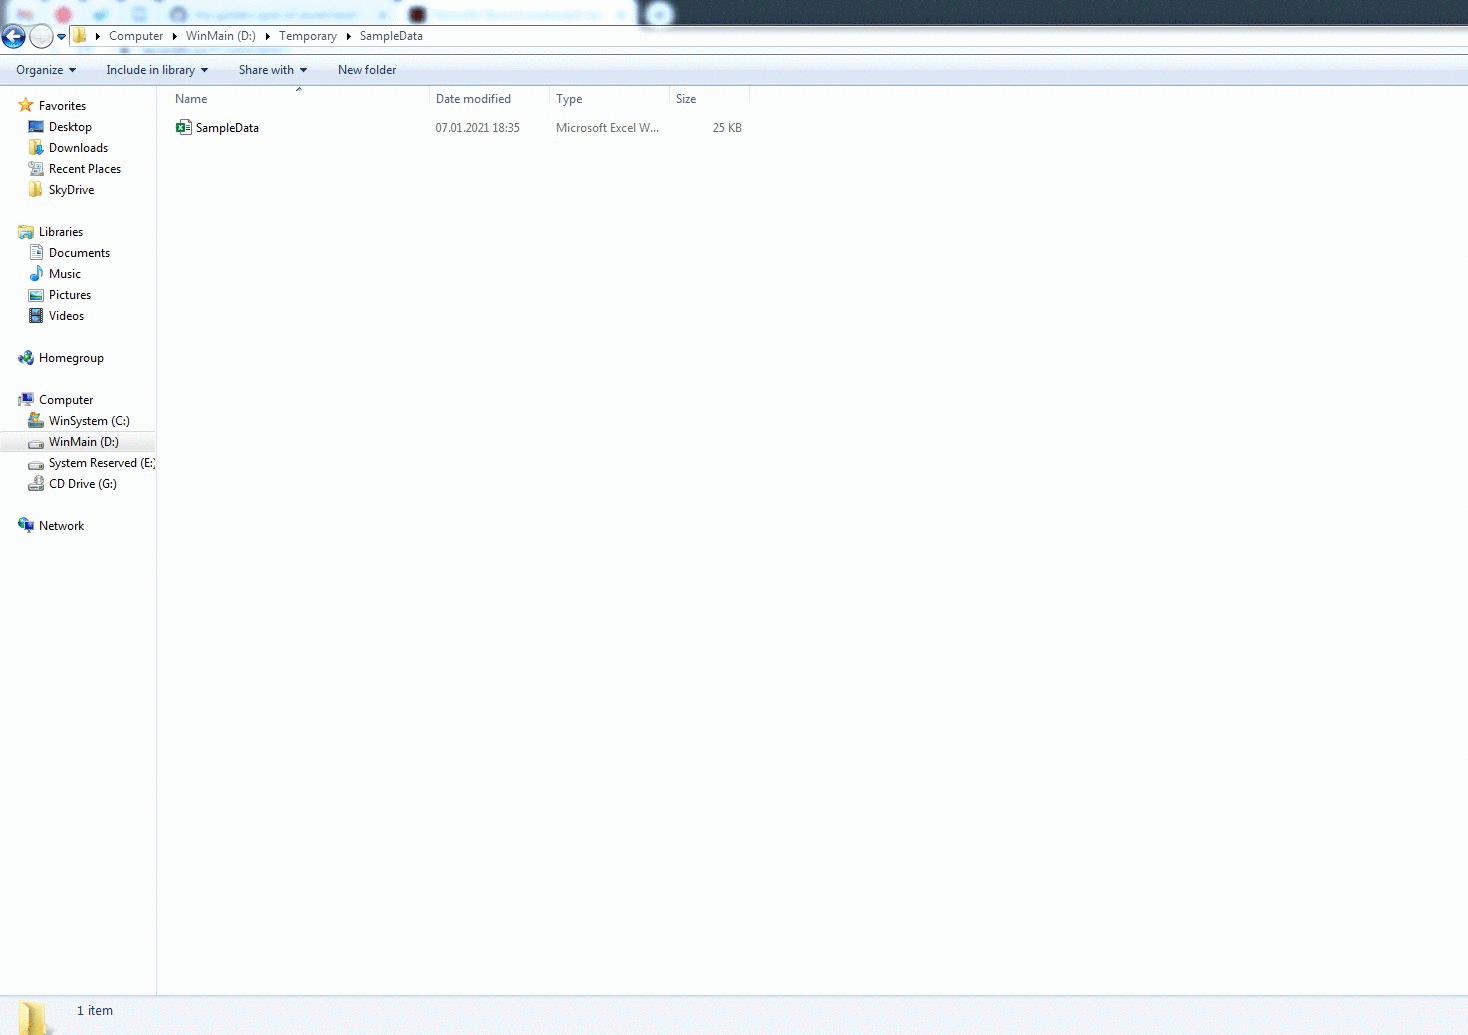 Computer WinMain (D:) Temporary SampleData
Organize Include in library Share with New folder
Name Date modified Type Size
SampleData 07.01.2021 18:35 Microsoft Excel W... 25 KB
Favorites
Desktop
Downloads
Recent Places
SkyDrive
Libraries
Documents
Music
Pictures
Videos
Homegroup
Computer
WinSystem (C:)
WinMain (D:)
System Reserved (E:)
CD Drive (G:)
Network
1 item